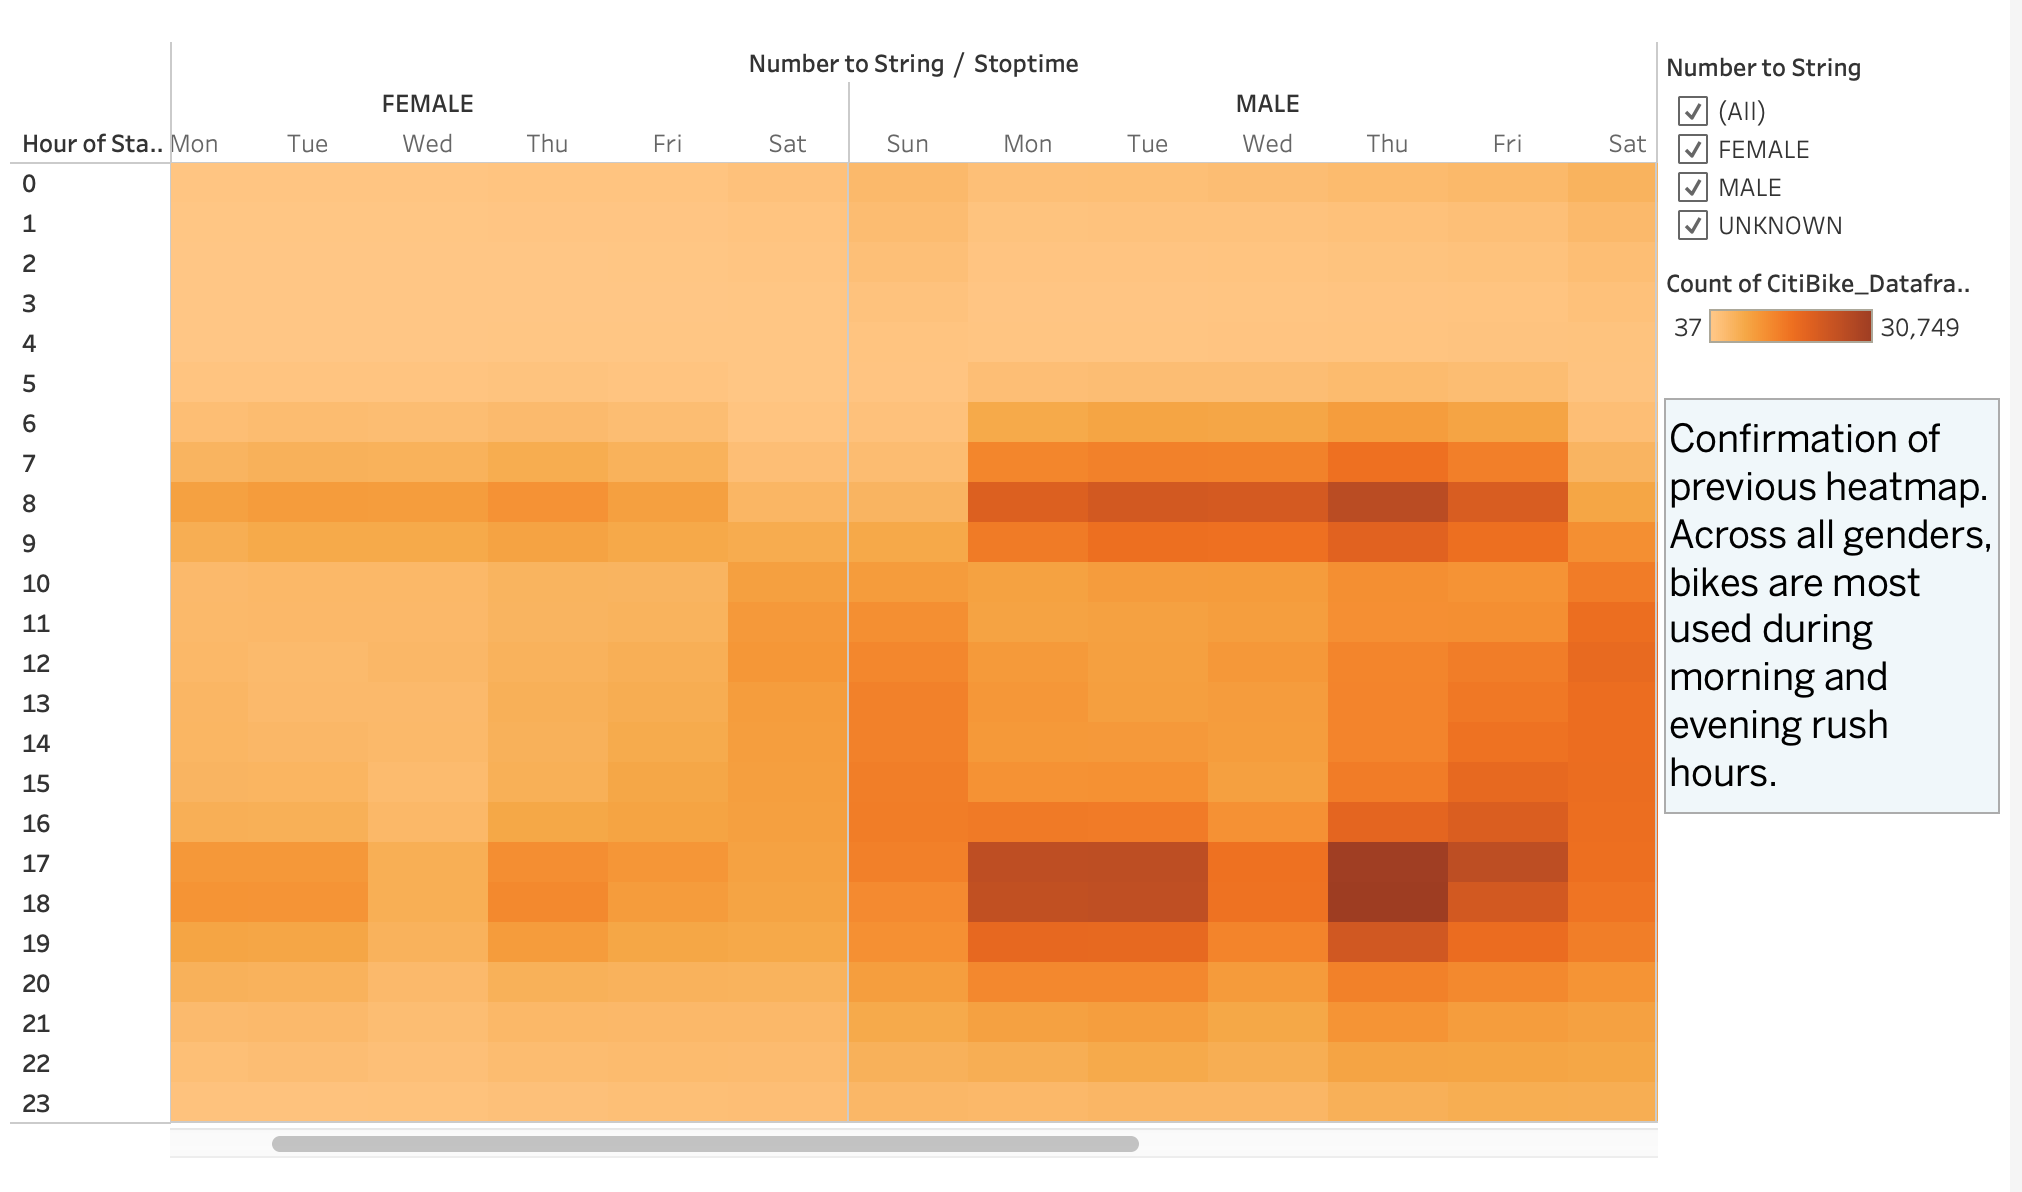 Number to String / Stoptime
FEMALE MALE
Hour of Sta.. Mon Tue Wed Thu Fri Sat Sun Mon Tue Wed Thu Fri Sat
0
1
2
3
4
5
6
7
8
9
10
11
12
13
14
15
16
17
18
19
20
21
22
23
Number to String
(All)
FEMALE
MALE
UNKNOWN
Count of CitiBike_Datafra..
37 30,749
Confirmation of
previous heatmap.
Across all genders,
bikes are most
used during
morning and
evening rush
hours.